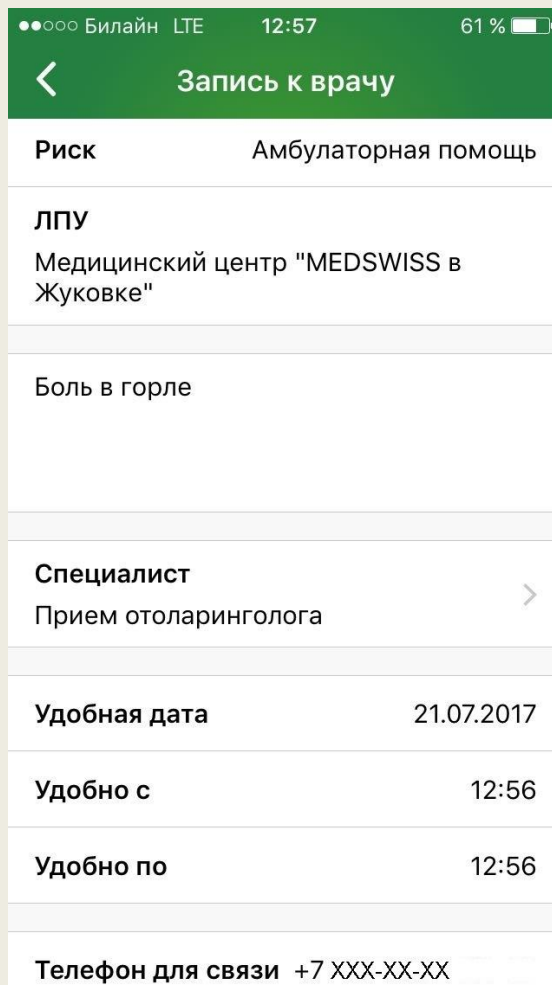 ●●○○○ Билайн LTE 12:57 61 %
Запись к врачу
Риск Амбулаторная помощь
ЛПУ
Медицинский центр "MEDSWISS в
Жуковке"
Боль в горле
Специалист
Прием отоларинголога
Удобная дата 21.07.2017
Удобно с 12:56
Удобно по 12:56
Телефон для связи +7 XXX-XX-XX